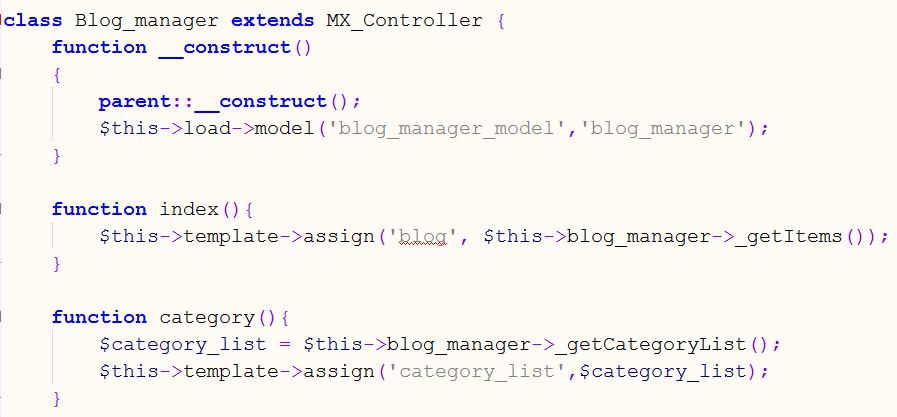 class Blog_manager extends MX_Controller {
    function __construct()
    {
        parent::__construct();
        $this->load->model('blog_manager_model','blog_manager');
    }

    function index(){
        $this->template->assign('blog', $this->blog_manager->_getItems());
    }

    function category(){
        $category_list = $this->blog_manager->_getCategoryList();
        $this->template->assign('category_list',$category_list);
    }